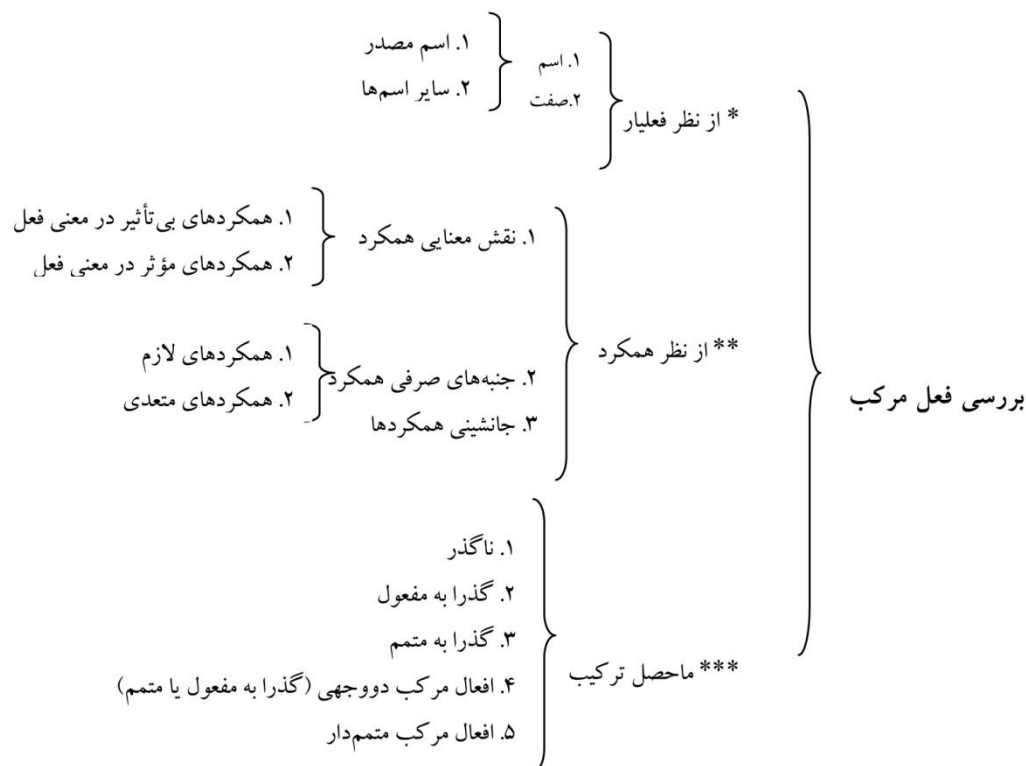 بررسی فعل مرکب
* از نظر فعلیار
۱. اسم
۲.صفت
۱. اسم مصدر
۲. سایر اسم‌ها
** از نظر همکرد
۱. نقش معنایی همکرد
۱. همکردهای بی‌تأثیر در معنی فعل
۲. همکردهای مؤثر در معنی فعل
۲. جنبه‌های صرفی همکرد
۱. همکردهای لازم
۲. همکردهای متعدی
۳. جانشینی همکردها
*** ماحصل ترکیب
۱. ناگذر
۲. گذرا به مفعول
۳. گذرا به متمم
۴. افعال مرکب دووجهی (گذرا به مفعول یا متمم)
۵. افعال مرکب متمم‌دار